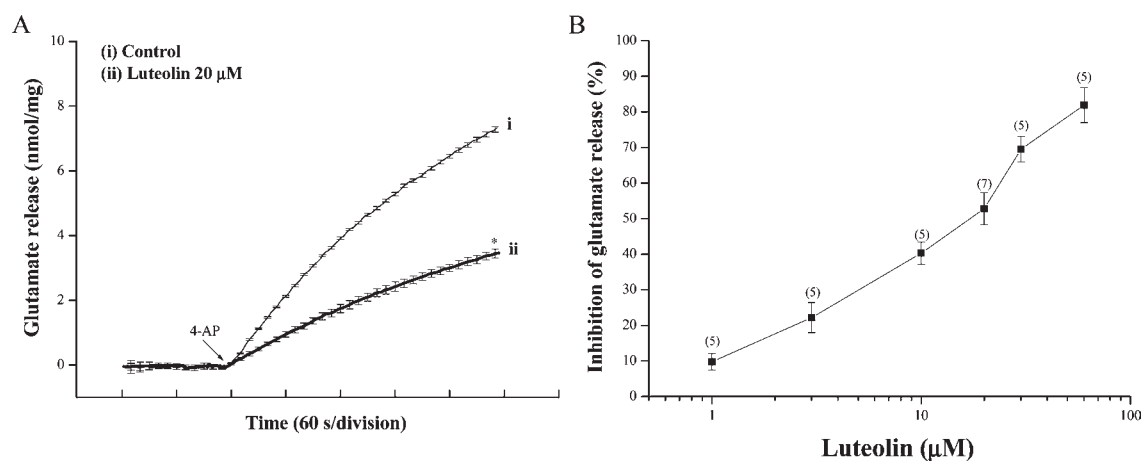 A
(i) Control
(ii) Luteolin 20 μM
Glutamate release (nmol/mg)
10
8
6
4
2
0
4-AP
i
*
ii
Time (60 s/division)
B
Inhibition of glutamate release (%)
100
90
80
70
60
50
40
30
20
10
0
(5)
(5)
(5)
(7)
(5)
(5)
1
10
100
Luteolin (μM)